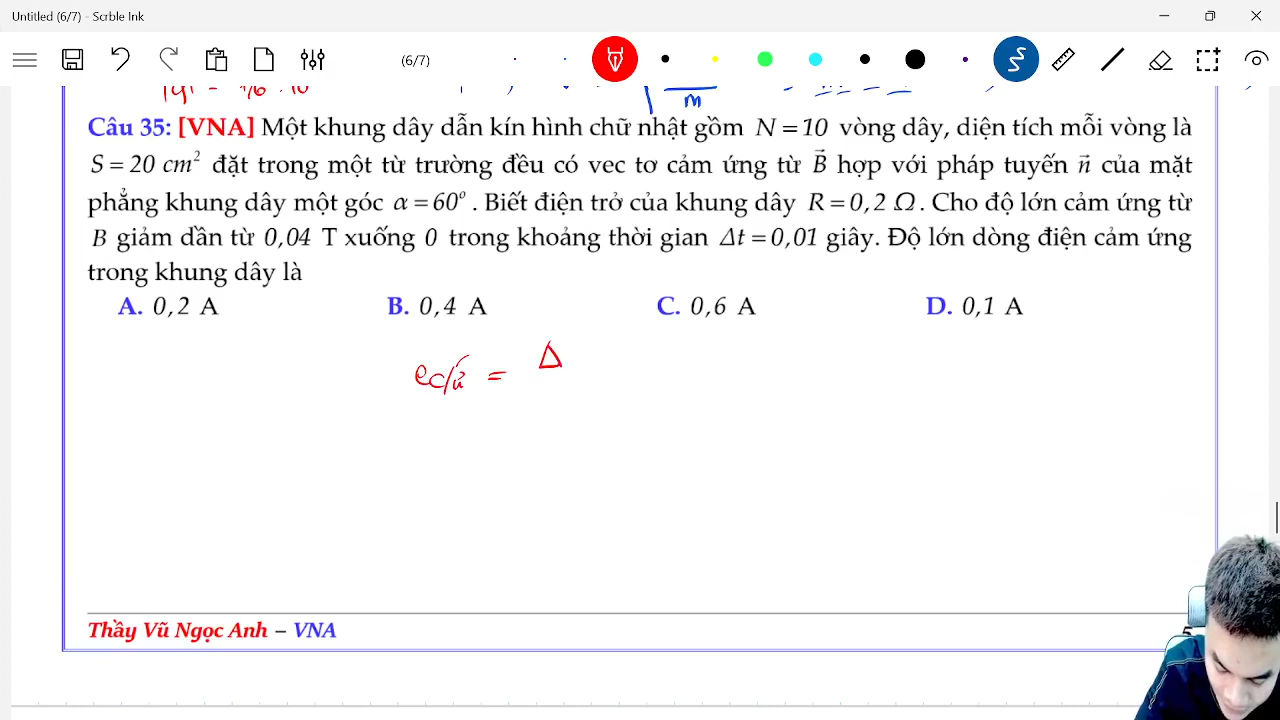 Untitled (6/7) - Scrble Ink
(6/7)
m
Câu 35: [VNA] Một khung dây dẫn kín hình chữ nhật gồm N = 10 vòng dây, diện tích mỗi vòng là
S = 20 cm² đặt trong một từ trường đều có vec tơ cảm ứng từ B⃗ hợp với pháp tuyến n⃗ của mặt
phẳng khung dây một góc α = 60° . Biết điện trở của khung dây R = 0,2 Ω. Cho độ lớn cảm ứng từ
B giảm dần từ 0,04 T xuống 0 trong khoảng thời gian Δt = 0,01 giây. Độ lớn dòng điện cảm ứng
trong khung dây là
A. 0,2 A B. 0,4 A C. 0,6 A D. 0,1 A
ec/ứ = Δ
Thầy Vũ Ngọc Anh – VNA